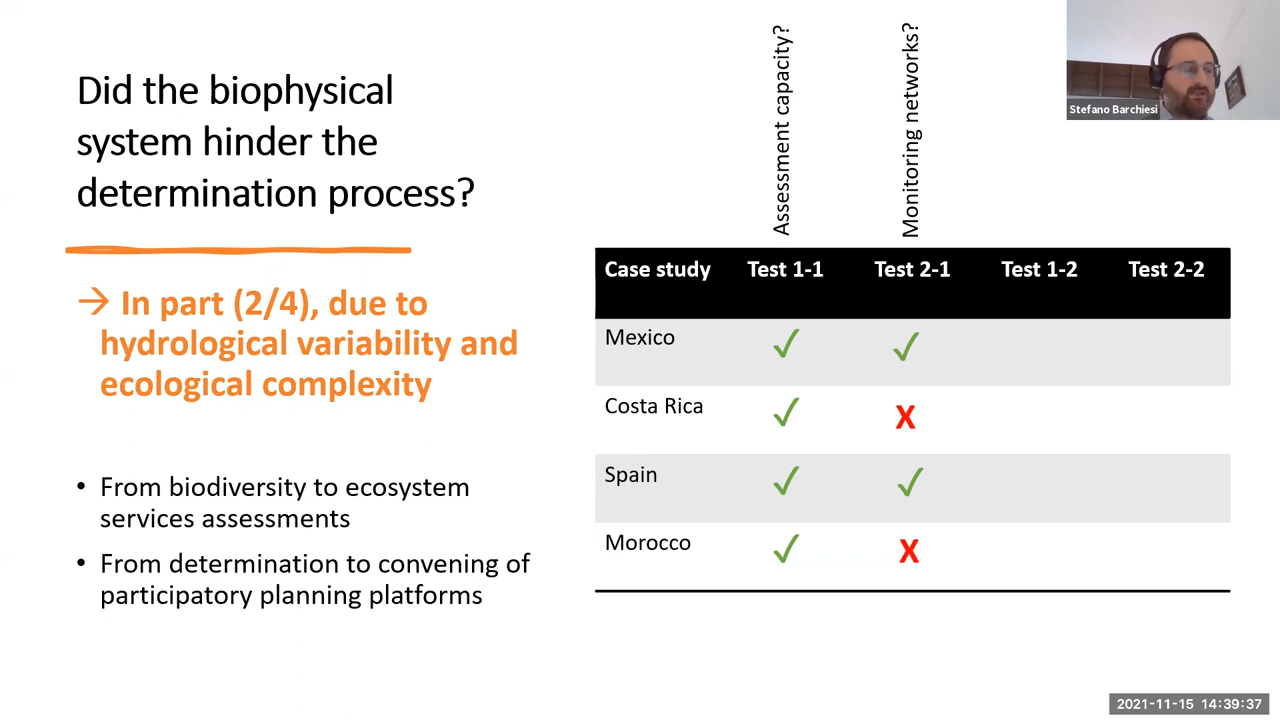 Did the biophysical
system hinder the
determination process?
→ In part (2/4), due to
hydrological variability and
ecological complexity
• From biodiversity to ecosystem
services assessments
• From determination to convening of
participatory planning platforms
Assessment capacity?
Monitoring networks?
Case study Test 1-1 Test 2-1 Test 1-2 Test 2-2
Mexico ✓ ✓
Costa Rica ✓ X
Spain ✓ ✓
Morocco ✓ X
Stefano Barchiesi
2021-11-15 14:39:37